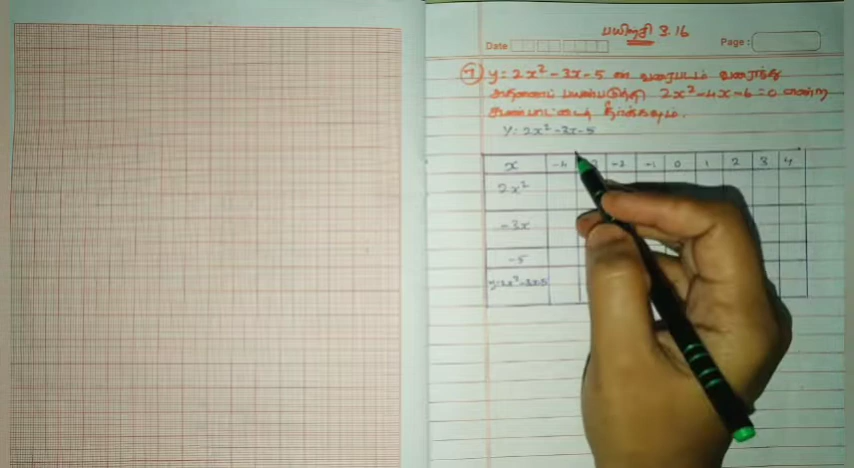 பயிற்சி 3.16
Date Page :
7 y = 2x² - 3x - 5 ன் வரைபடம் வரைந்து
அதனைப் பயன்படுத்தி 2x² - 4x - 6 = 0 என்ற
சமன்பாட்டைத் தீர்க்கவும்.
y = 2x² - 3x - 5
x -4 -2 -1 0 1 2 3 4
2x²
-3x
-5
y=2x²-3x-5